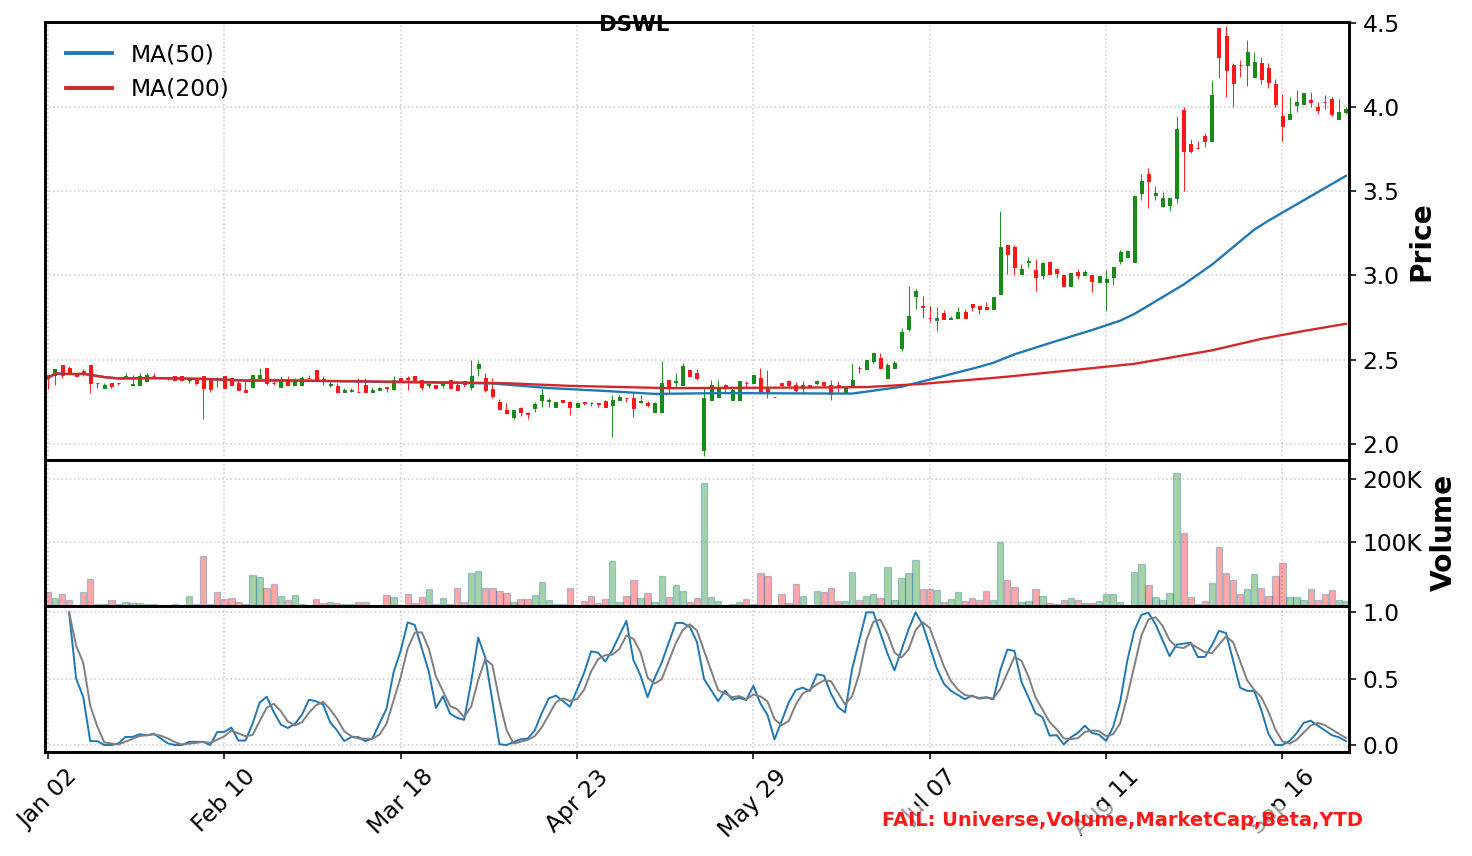 DSWL
MA(50)
MA(200)
4.5
4.0
3.5
3.0
2.5
2.0
Price
200K
100K
Volume
1.0
0.5
0.0
Jan 02
Feb 10
Mar 18
Apr 23
May 29
Jul 07
Aug 11
Sep 16
FAIL: Universe,Volume,MarketCap,Beta,YTD